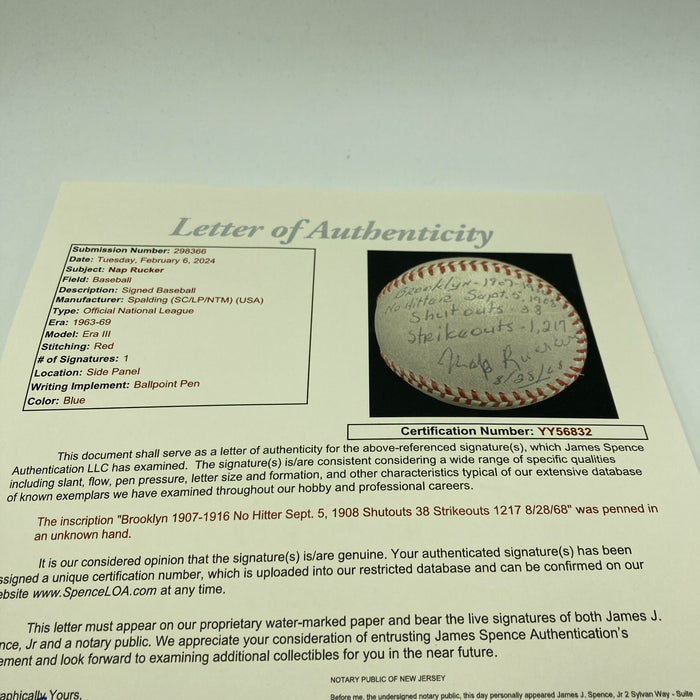 Letter of Authenticity
Submission Number: 298366
Date: Tuesday, February 6, 2024
Subject: Nap Rucker
Field: Baseball
Description: Signed Baseball
Manufacturer: Spalding (SC/LP/NTM) (USA)
Type: Official National League
Era: 1963-69
Model: Era III
Stitching: Red
# of Signatures: 1
Location: Side Panel
Writing Implement: Ballpoint Pen
Color: Blue
Brooklyn - 1907-
No Hitter Sept. 5, 1908
Shutouts 38
Strikeouts - 1,217
Nap Rucker
8/28/68
Certification Number: YY56832
This document shall serve as a letter of authenticity for the above-referenced signature(s), which James Spence
Authentication LLC has examined. The signature(s) is/are consistent considering a wide range of specific qualities
including slant, flow, pen pressure, letter size and formation, and other characteristics typical of our extensive database
of known exemplars we have examined throughout our hobby and professional careers.
The inscription "Brooklyn 1907-1916 No Hitter Sept. 5, 1908 Shutouts 38 Strikeouts 1217 8/28/68" was penned in
an unknown hand.
It is our considered opinion that the signature(s) is/are genuine. Your authenticated signature(s) has been
ssigned a unique certification number, which is uploaded into our restricted database and can be confirmed on our
ebsite www.SpenceLOA.com at any time.
This letter must appear on our proprietary water-marked paper and bear the live signatures of both James J.
nce, Jr and a notary public. We appreciate your consideration of entrusting James Spence Authentication's
ement and look forward to examining additional collectibles for you in the near future.
NOTARY PUBLIC OF NEW JERSEY
aphically Yours,
Before me, the undersigned notary public, this day personally appeared James J. Spence, Jr 2 Sylvan Way - Suite